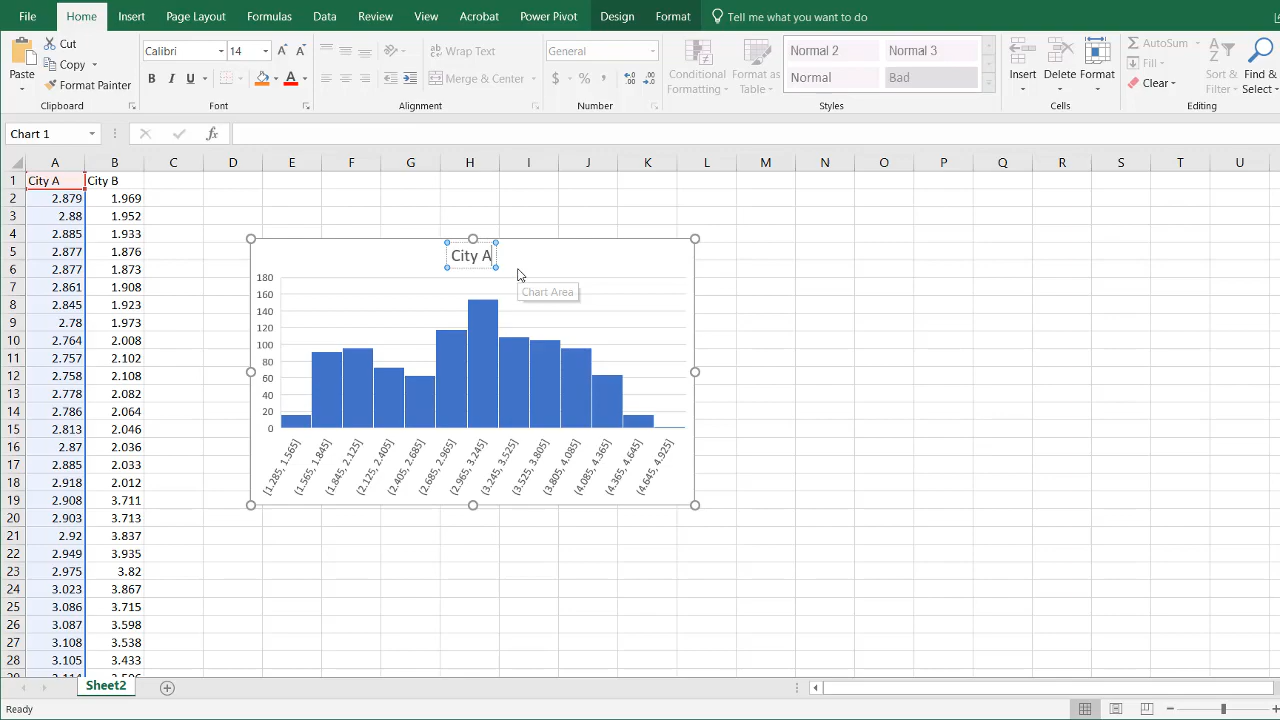 File Home Insert Page Layout Formulas Data Review View Acrobat Power Pivot Design Format Tell me what you want to do
Paste Cut Copy Format Painter
Calibri 14
B I U
Wrap Text
Merge & Center
General
$ % ,
Conditional Formatting Format as Table
Normal 2 Normal 3
Normal Bad
Insert Delete Format
AutoSum
Fill
Clear
Sort & Filter Find & Select
Clipboard Font Alignment Number Styles Cells Editing
Chart 1 fx
A B C D E F G H I J K L M N O P Q R S T U
1 City A City B
2 2.879 1.969
3 2.88 1.952
4 2.885 1.933
5 2.877 1.876
6 2.877 1.873
7 2.861 1.908
8 2.845 1.923
9 2.78 1.973
10 2.764 2.008
11 2.757 2.102
12 2.758 2.108
13 2.778 2.082
14 2.786 2.064
15 2.813 2.046
16 2.87 2.036
17 2.885 2.033
18 2.918 2.012
19 2.908 3.711
20 2.903 3.713
21 2.92 3.837
22 2.949 3.935
23 2.975 3.82
24 3.023 3.867
25 3.086 3.715
26 3.087 3.598
27 3.108 3.538
28 3.105 3.433
City A
Chart Area
180
160
140
120
100
80
60
40
20
0
[1.285, 1.565]
(1.565, 1.845]
(1.845, 2.125]
(2.125, 2.405]
(2.405, 2.685]
(2.685, 2.965]
(2.965, 3.245]
(3.245, 3.525]
(3.525, 3.805]
(3.805, 4.085]
(4.085, 4.365]
(4.365, 4.645]
(4.645, 4.925]
Sheet2
Ready